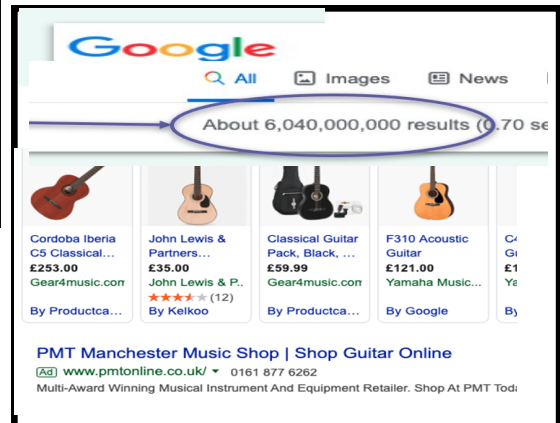 Google
All Images News
About 6,040,000,000 results (0.70 se
Cordoba Iberia C5 Classical...
£253.00
Gear4music.com
By Productca...
John Lewis & Partners...
£35.00
John Lewis & P..
(12)
By Kelkoo
Classical Guitar Pack, Black, ...
£59.99
Gear4music.com
By Productca...
F310 Acoustic Guitar
£121.00
Yamaha Music...
By Google
£1
By
PMT Manchester Music Shop | Shop Guitar Online
Ad www.pmtonline.co.uk/ 0161 877 6262
Multi-Award Winning Musical Instrument And Equipment Retailer. Shop At PMT Toda